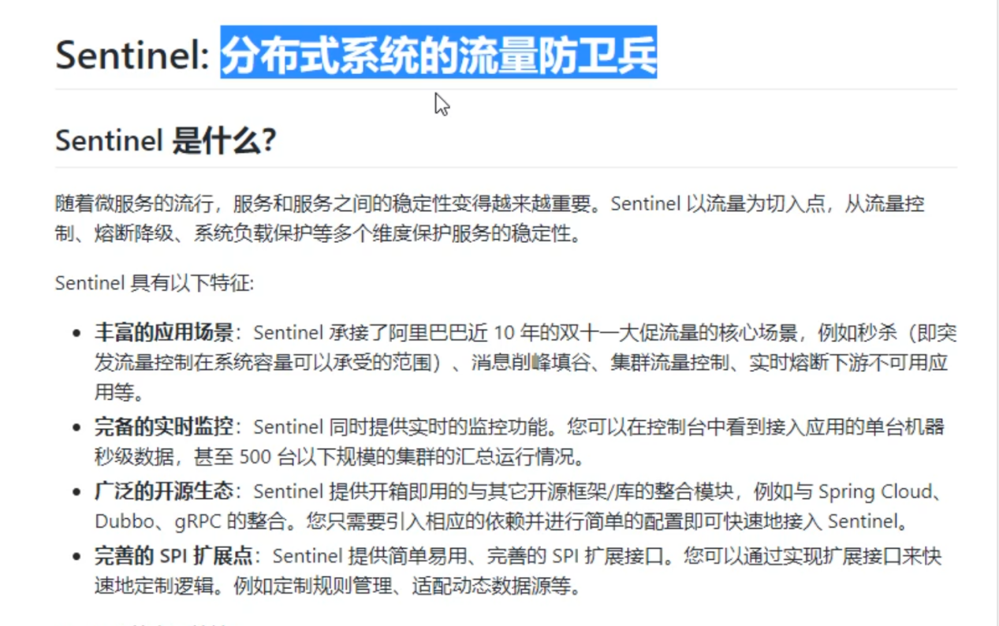 Sentinel: 分布式系统的流量防卫兵
Sentinel 是什么?
随着微服务的流行，服务和服务之间的稳定性变得越来越重要。Sentinel 以流量为切入点，从流量控
制、熔断降级、系统负载保护等多个维度保护服务的稳定性。
Sentinel 具有以下特征:
• 丰富的应用场景：Sentinel 承接了阿里巴巴近 10 年的双十一大促流量的核心场景，例如秒杀（即突
发流量控制在系统容量可以承受的范围）、消息削峰填谷、集群流量控制、实时熔断下游不可用应
用等。
• 完备的实时监控：Sentinel 同时提供实时的监控功能。您可以在控制台中看到接入应用的单台机器
秒级数据，甚至 500 台以下规模的集群的汇总运行情况。
• 广泛的开源生态：Sentinel 提供开箱即用的与其它开源框架/库的整合模块，例如与 Spring Cloud、
Dubbo、gRPC 的整合。您只需要引入相应的依赖并进行简单的配置即可快速地接入 Sentinel。
• 完善的 SPI 扩展点：Sentinel 提供简单易用、完善的 SPI 扩展接口。您可以通过实现扩展接口来快
速地定制逻辑。例如定制规则管理、适配动态数据源等。